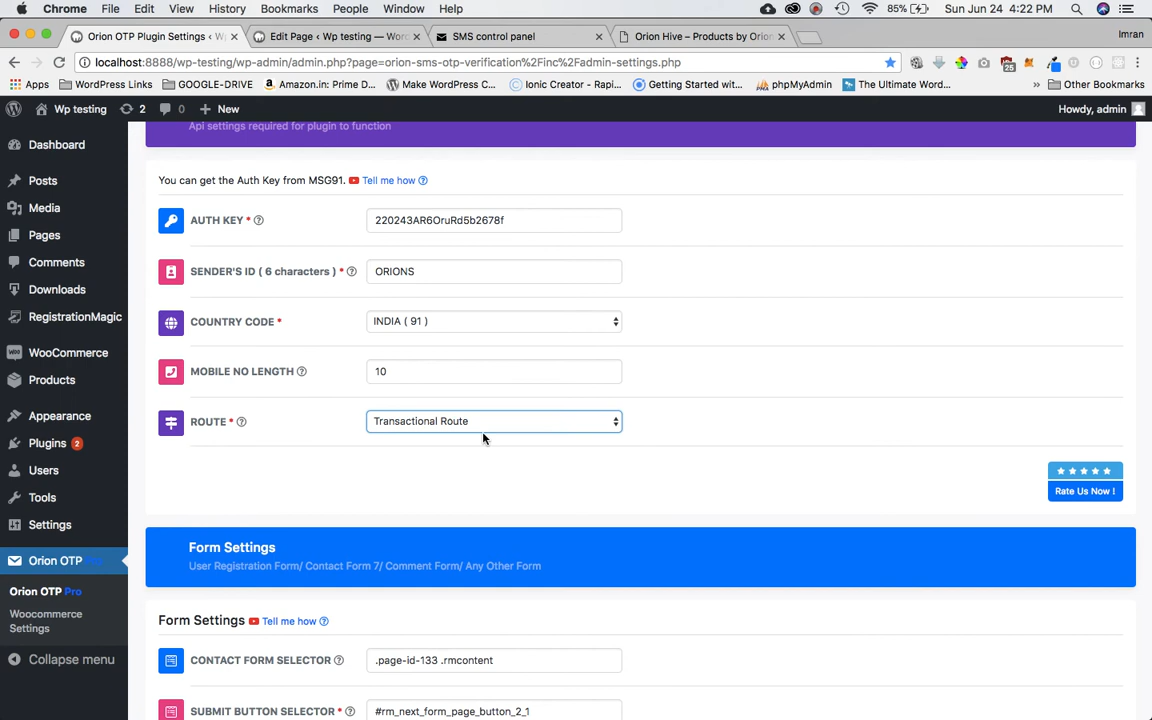 Chrome File Edit View History Bookmarks People Window Help 85% Sun Jun 24 4:22 PM
Orion OTP Plugin Settings ‹ W Edit Page ‹ Wp testing — Wor SMS control panel Orion Hive – Products by Orion Imran
localhost:8888/wp-testing/wp-admin/admin.php?page=orion-sms-otp-verification%2Finc%2Fadmin-settings.php 25
Apps WordPress Links GOOGLE-DRIVE Amazon.in: Prime D... Make WordPress C... Ionic Creator - Rapi... Getting Started wit... phpMyAdmin The Ultimate Wor... » Other Bookmarks
Wp testing 2 New Howdy, admin
Api settings required for plugin to function
Dashboard
Posts
Media
Pages
Comments
Downloads
RegistrationMagic
WooCommerce
Products
Appearance
Plugins 2
Users
Tools
Settings
Orion OTP Pro
Orion OTP Pro
Woocommerce
Settings
Collapse menu
You can get the Auth Key from MSG91. Tell me how ?
AUTH KEY * ? 220243AR6OruRd5b2678f
SENDER'S ID ( 6 characters ) * ? ORIONS
COUNTRY CODE * INDIA ( 91 )
MOBILE NO LENGTH ? 10
ROUTE * ? Transactional Route
Rate Us Now !
Form Settings
User Registration Form/ Contact Form 7/ Comment Form/ Any Other Form
Form Settings Tell me how ?
CONTACT FORM SELECTOR ? .page-id-133 .rmcontent
SUBMIT BUTTON SELECTOR * ? #rm_next_form_page_button_2_1